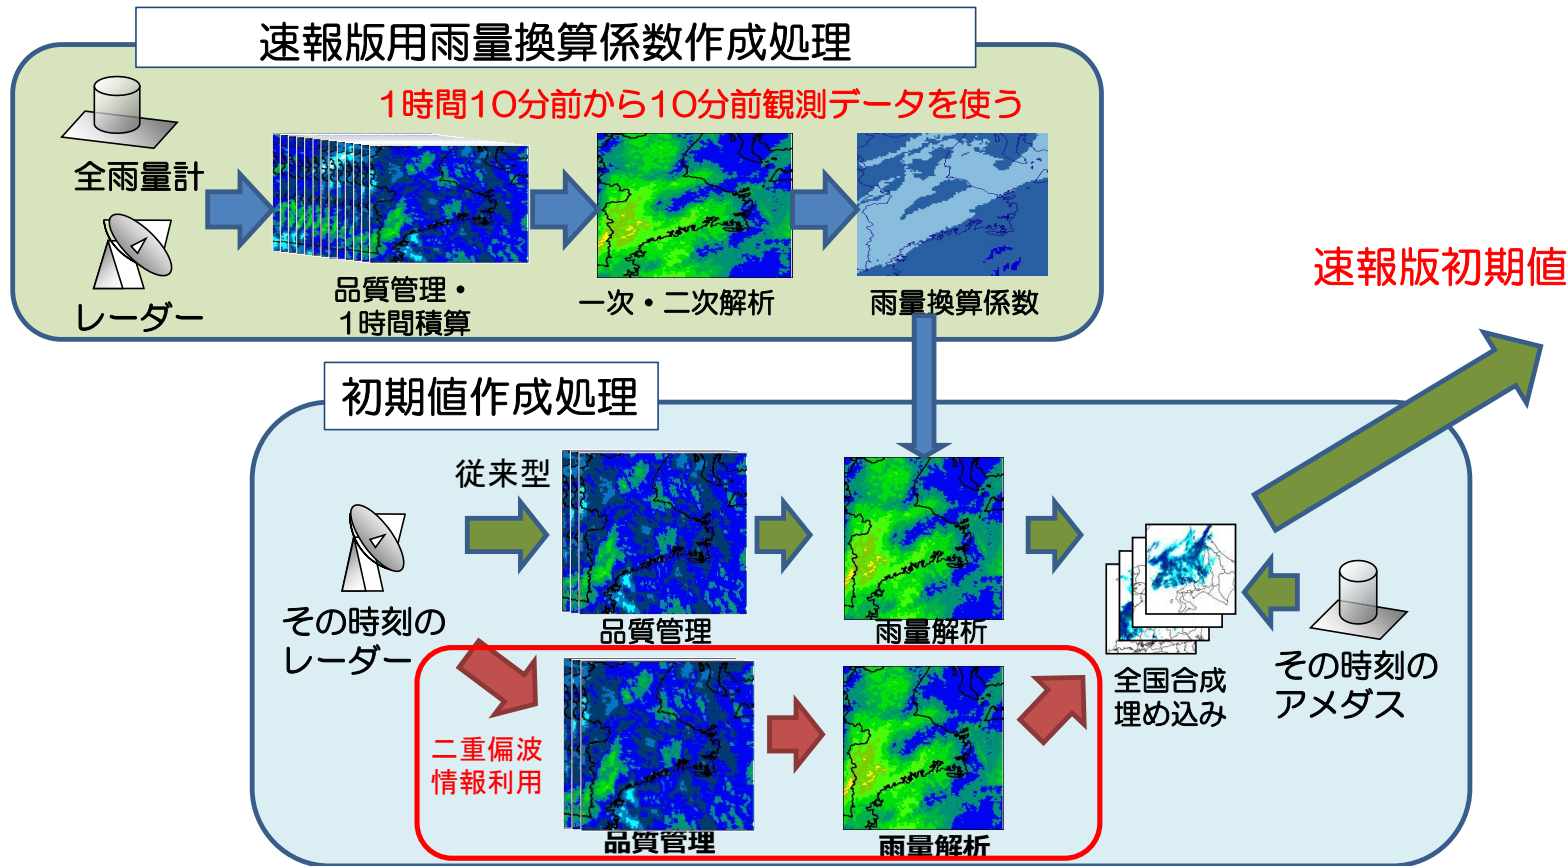 速報版用雨量換算係数作成処理
1時間10分前から10分前観測データを使う
全雨量計
レーダー
品質管理・
1時間積算
一次・二次解析
雨量換算係数
速報版初期値
初期値作成処理
従来型
その時刻の
レーダー
品質管理
雨量解析
二重偏波
情報利用
品質管理
雨量解析
全国合成
埋め込み
その時刻の
アメダス